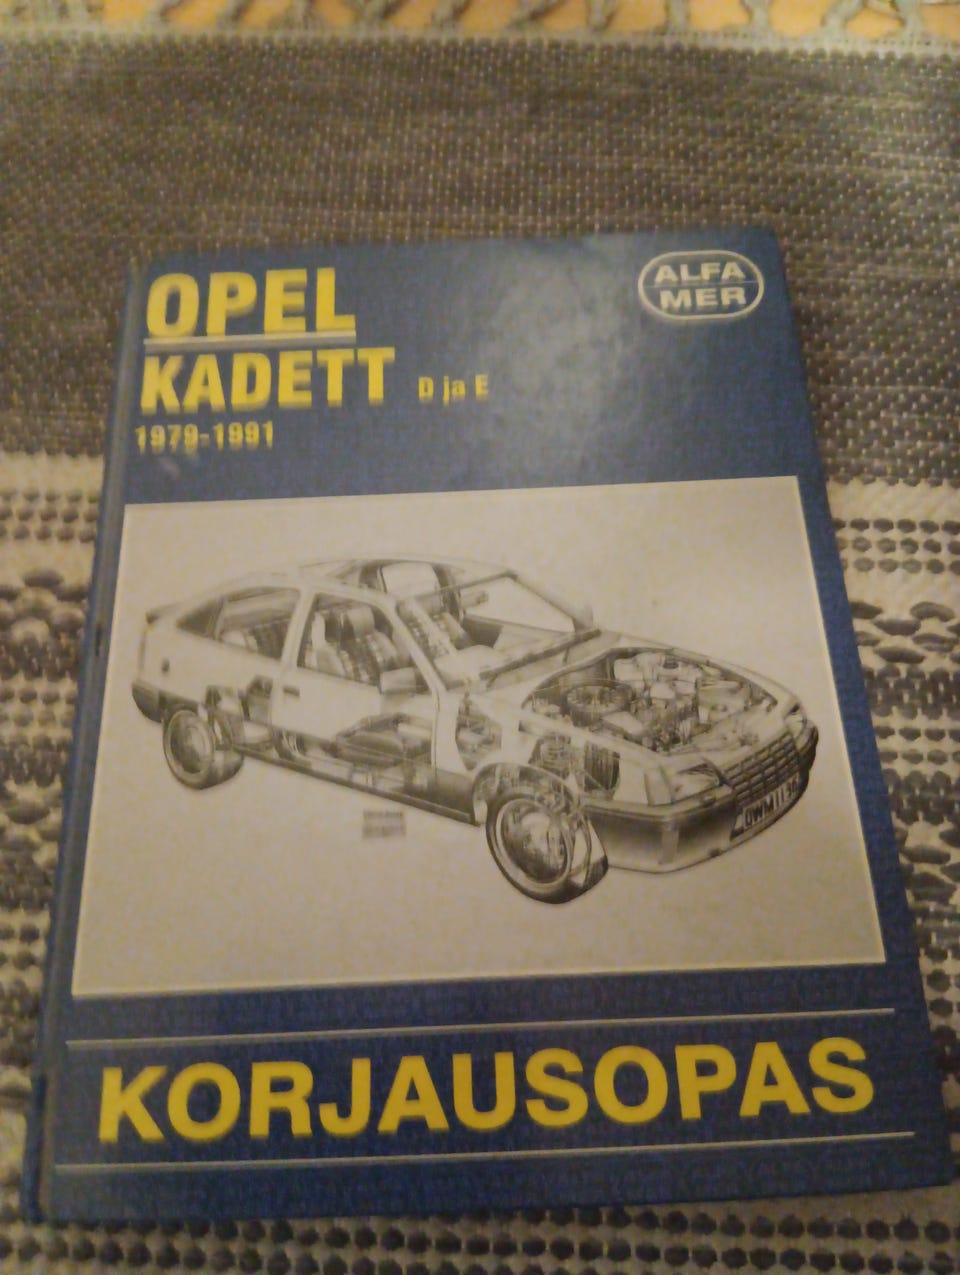 OPEL
KADETT D ja E
1979-1991
ALFA
MER
KORJAUSOPAS